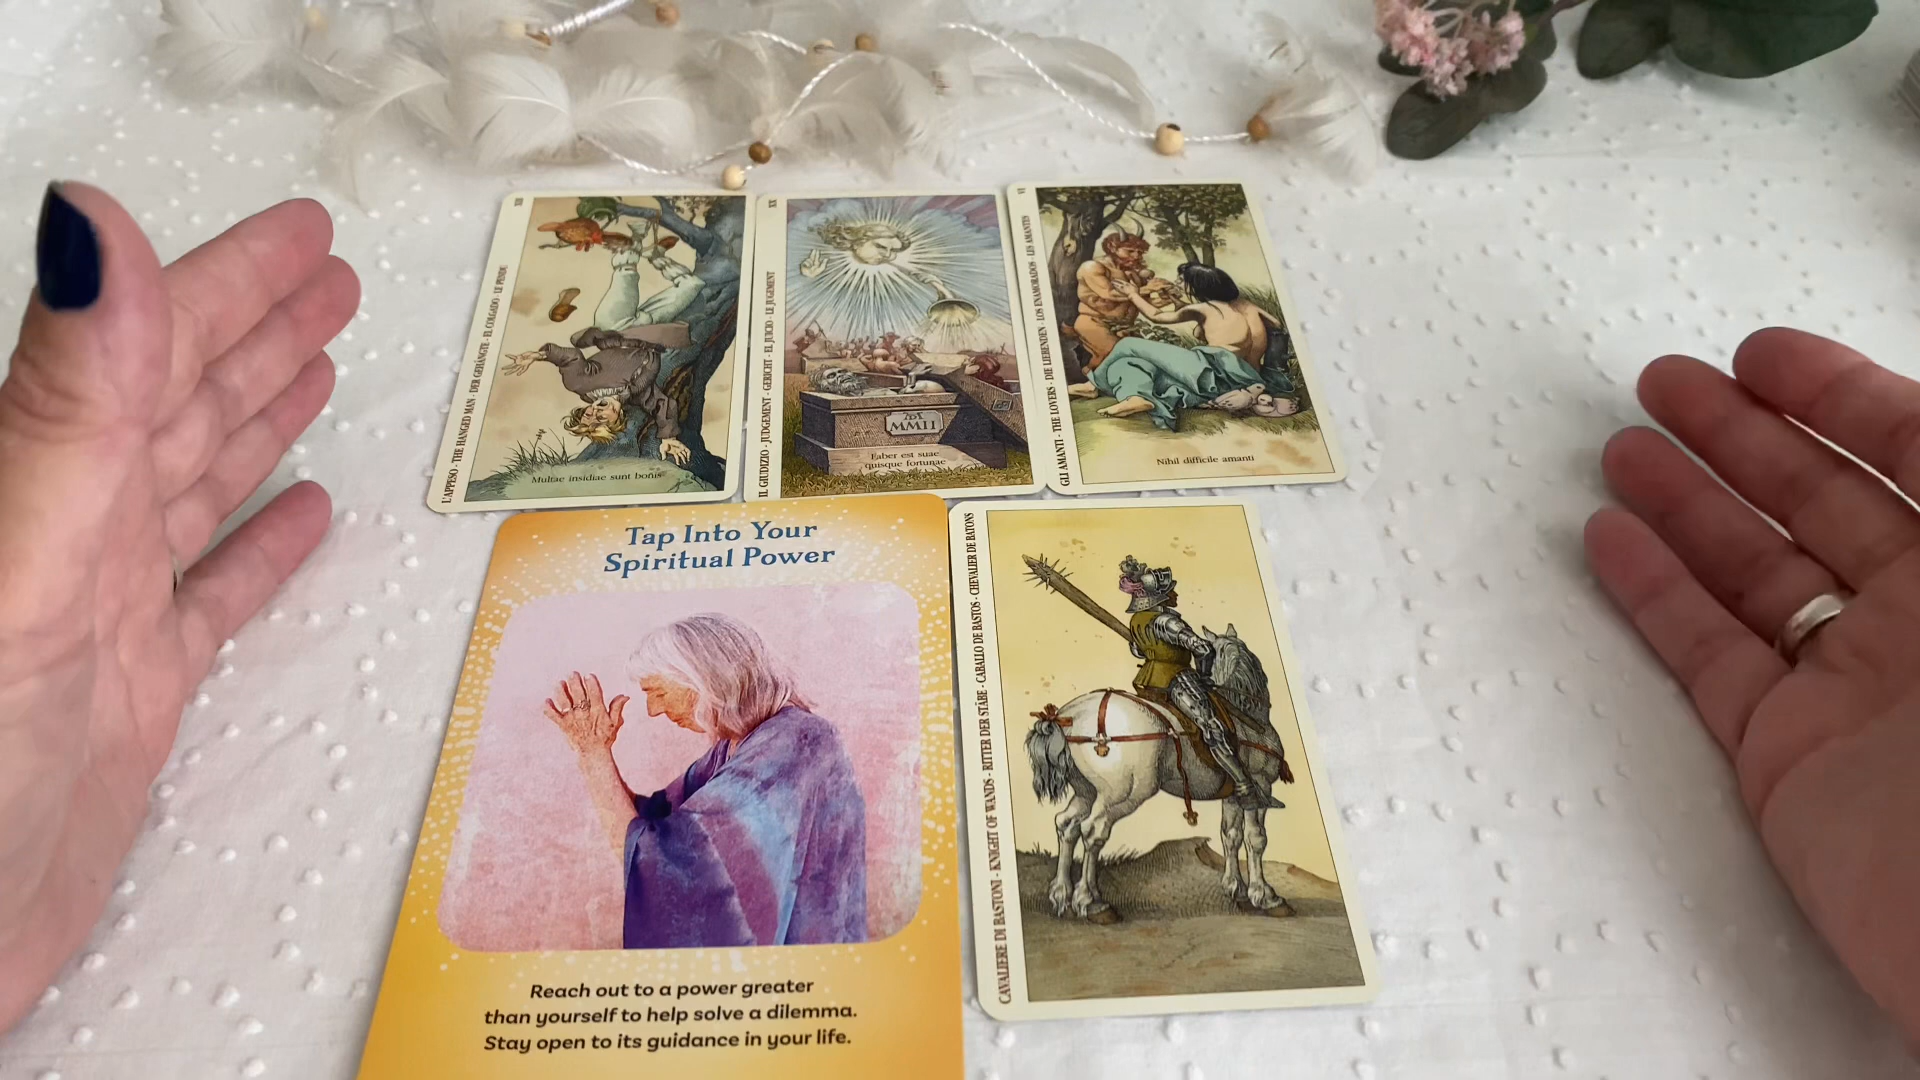 XII
L'APPESO - THE HANGED MAN - DER GEHÄNGTE - EL COLGADO - LE PENDU
Multae insidiae sunt bonis
XX
IL GIUDIZIO - JUDGEMENT - GERICHT - EL JUICIO - LE JUGEMENT
MMII
Faber est suae
quisque fortunae
VI
GLI AMANTI - THE LOVERS - DIE LIEBENDEN - LOS ENAMORADOS - LES AMANTES
Nihil difficile amanti
Tap Into Your
Spiritual Power
Reach out to a power greater
than yourself to help solve a dilemma.
Stay open to its guidance in your life.
CAVALIERE DI BASTONI - KNIGHT OF WANDS - RITTER DER STÄBE - CABALLO DE BASTOS - CHEVALIER DE BATONS